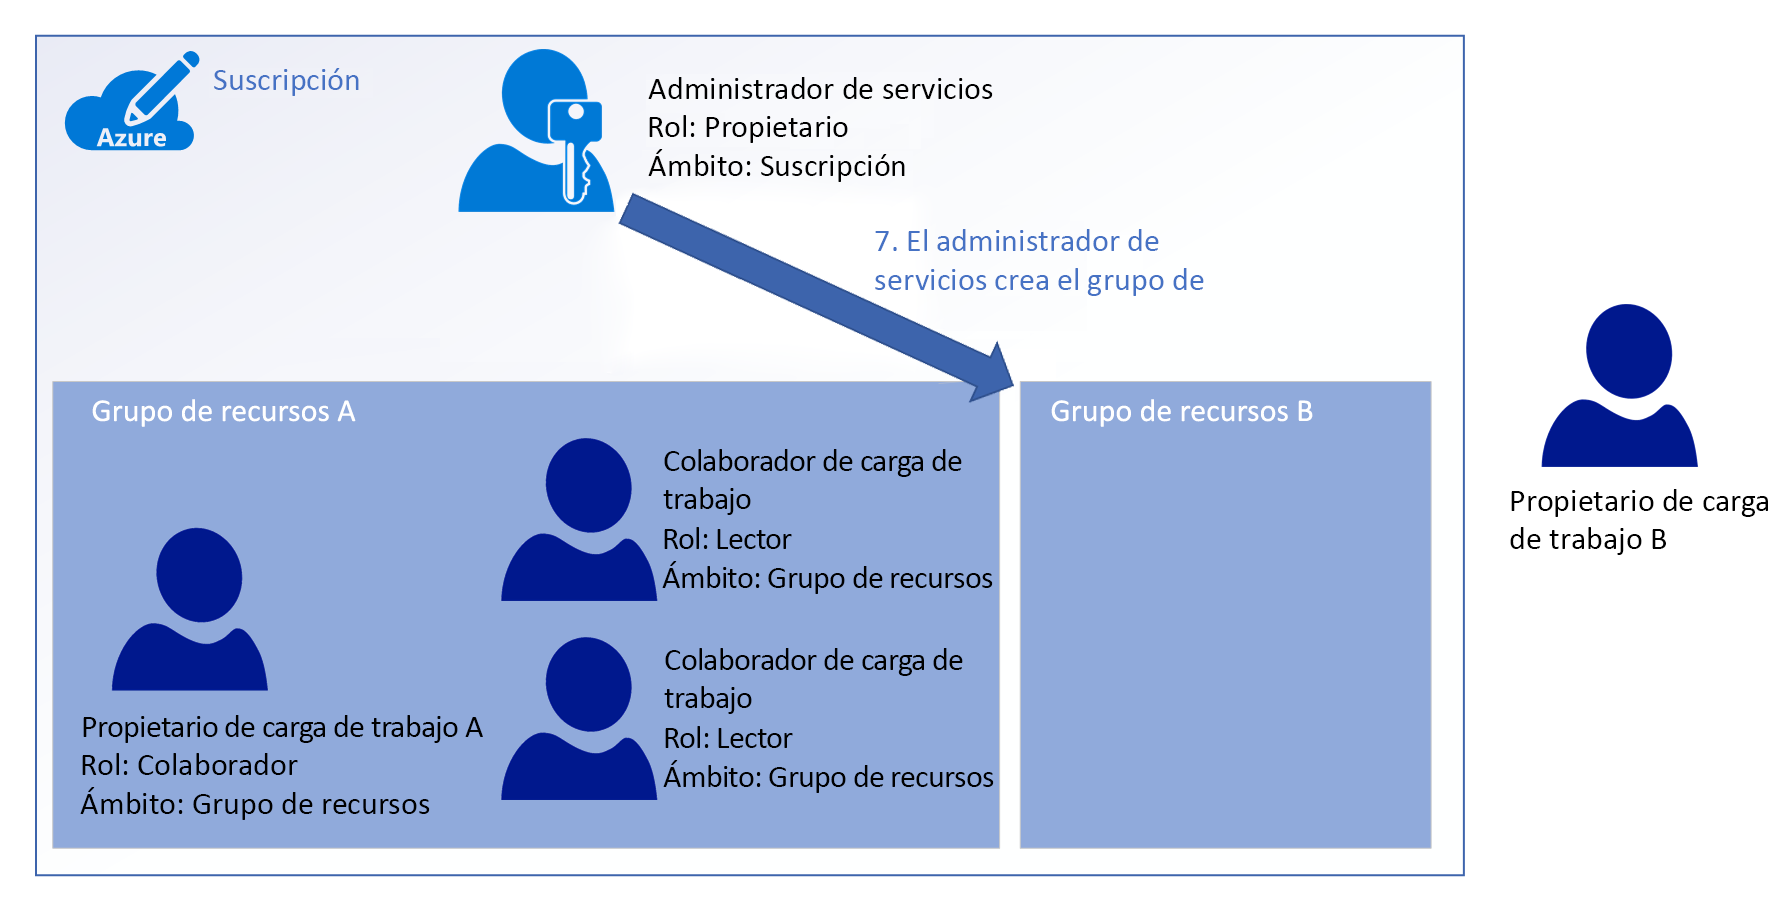 Azure
Suscripción
Administrador de servicios
Rol: Propietario
Ámbito: Suscripción
7. El administrador de
servicios crea el grupo de
Grupo de recursos A
Colaborador de carga de
trabajo
Rol: Lector
Ámbito: Grupo de recursos
Propietario de carga de trabajo A
Rol: Colaborador
Ámbito: Grupo de recursos
Colaborador de carga de
trabajo
Rol: Lector
Ámbito: Grupo de recursos
Grupo de recursos B
Propietario de carga
de trabajo B